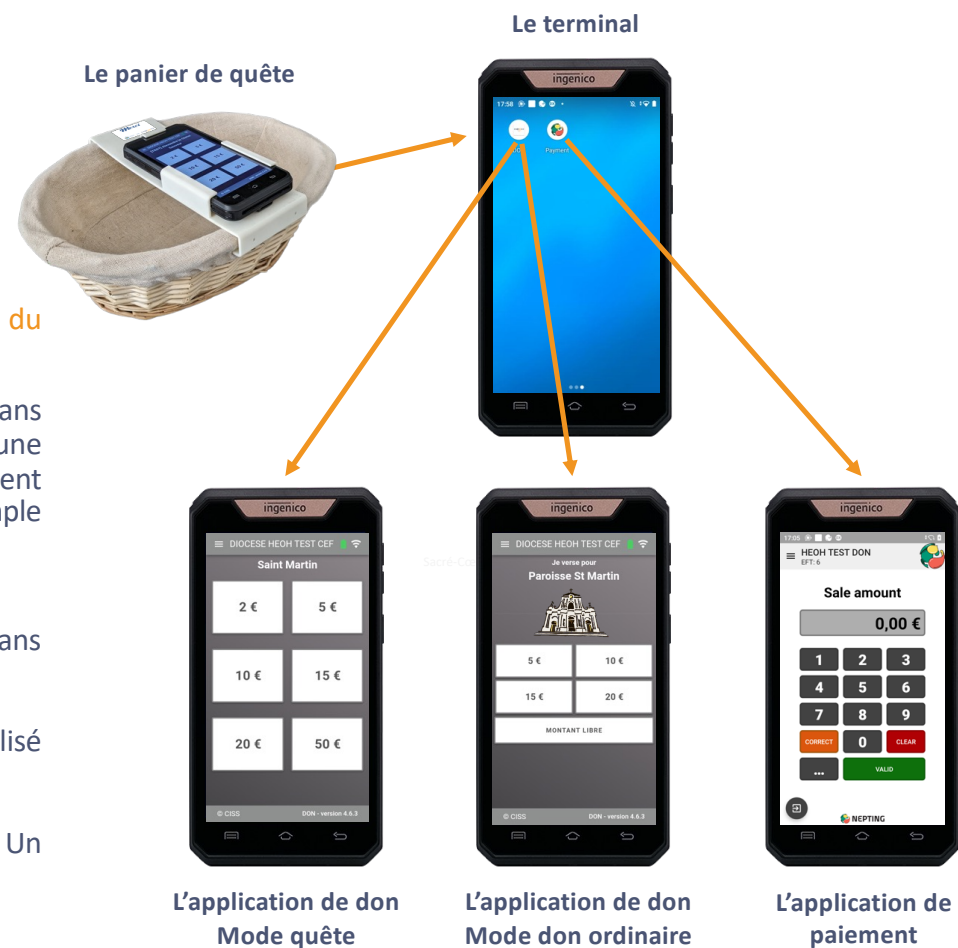 Le terminal
Le panier de quête
ingenico
17:58
Payment
du
ans
une
ent
ple
ans
lisé
Un
ingenico
DIOCESE HEOH TEST CEF
Saint Martin
2 €
5 €
10 €
15 €
20 €
50 €
© CISS
DON - version 4.6.3
L'application de don
Mode quête
ingenico
DIOCESE HEOH TEST CEF
Je verse pour
Paroisse St Martin
5 €
10 €
15 €
20 €
MONTANT LIBRE
© CISS
DON - version 4.6.3
L'application de don
Mode don ordinaire
ingenico
17:05
HEOH TEST DON
EFT: 6
Sale amount
0,00 €
1 2 3
4 5 6
7 8 9
CORRECT 0 CLEAR
... VALID
NEPTING
L'application de
paiement